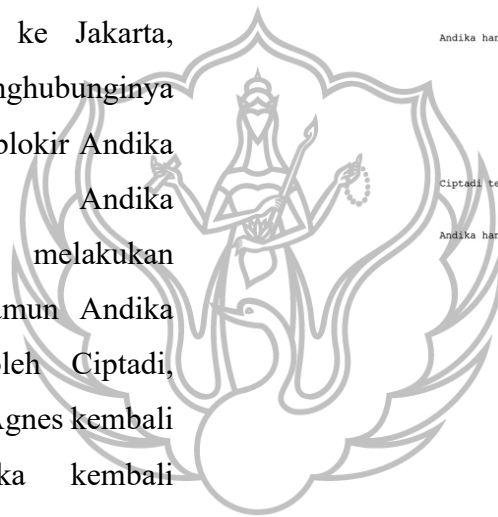 ke Jakarta,
nghubunginya
blokir Andika
Andika
melakukan
amun Andika
oleh Ciptadi,
Agnes kembali
ka kembali
Andika har
Ciptadi te
Andika har